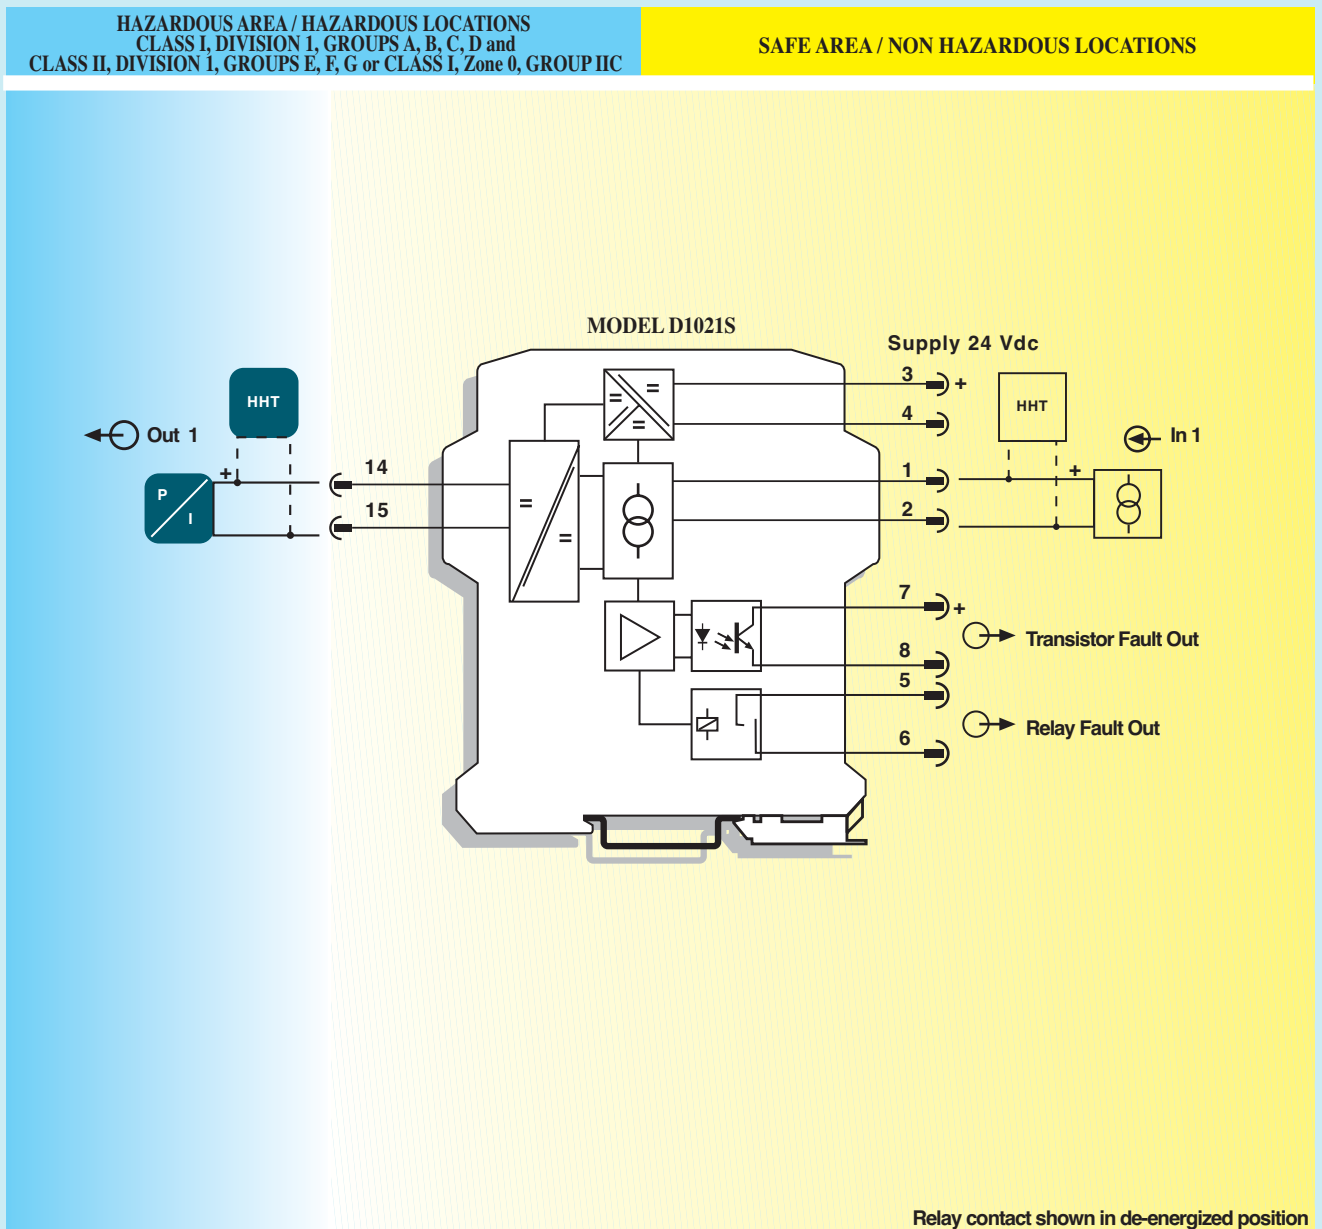 HAZARDOUS AREA / HAZARDOUS LOCATIONS
CLASS I, DIVISION 1, GROUPS A, B, C, D and
CLASS II, DIVISION 1, GROUPS E, F, G or CLASS I, Zone 0, GROUP IIC
SAFE AREA / NON HAZARDOUS LOCATIONS
MODEL D1021S
Supply 24 Vdc
3
+
4
HHT
HHT
Out 1
In 1
+
14
1
+
P
I
15
2
7
+
Transistor Fault Out
8
5
Relay Fault Out
6
Relay contact shown in de-energized position